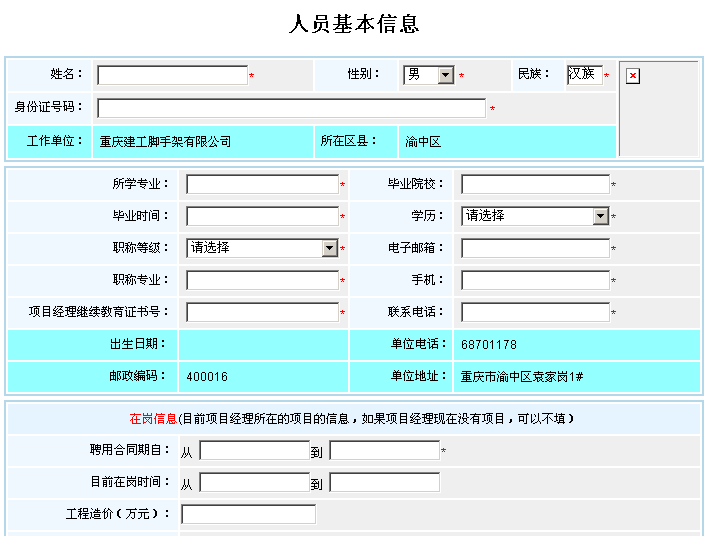 人员基本信息
姓名： * 性别： 男 * 民族： 汉族 *
身份证号码： *
工作单位： 重庆建工脚手架有限公司 所在区县： 渝中区
所学专业： * 毕业院校： *
毕业时间： * 学历： 请选择 *
职称等级： 请选择 * 电子邮箱： *
职称专业： * 手机： *
项目经理继续教育证书号： * 联系电话： *
出生日期： 单位电话： 68701178
邮政编码： 400016 单位地址： 重庆市渝中区袁家岗1#
在岗信息(目前项目经理所在的项目的信息，如果项目经理现在没有项目，可以不填)
聘用合同期自： 从 到 *
目前在岗时间： 从 到
工程造价(万元)：